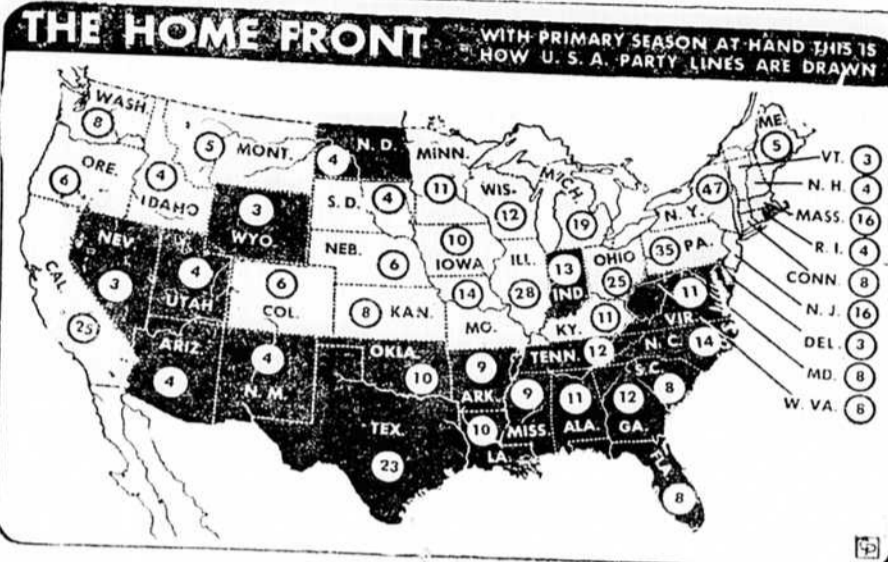 THE HOME FRONT
WITH PRIMARY SEASON AT HAND THIS IS
HOW U. S. A. PARTY LINES ARE DRAWN
WASH.
8
ORE.
6
IDAHO
4
MONT.
5
N. D.
4
MINN.
11
WIS.
12
MICH.
19
N. Y.
47
ME.
5
VT. 3
N. H. 4
MASS. 16
R. I. 4
CONN. 8
N. J. 16
DEL. 3
MD. 8
W. VA. 8
S. D.
4
3
WYO.
NEB.
6
10
IOWA
ILL.
28
13
IND.
OHIO
25
35 PA.
NEV.
3
4
UTAH
6
COL.
8 KAN.
14
MO.
KY. 11
11
VIR.
CAL.
25
ARIZ.
4
4
N. M.
OKLA.
10
9
ARK.
TENN. 12
N. C. 14
S.C.
8
TEX.
23
10
LA.
9
MISS.
11
ALA.
12
GA.
FLA.
8
CP